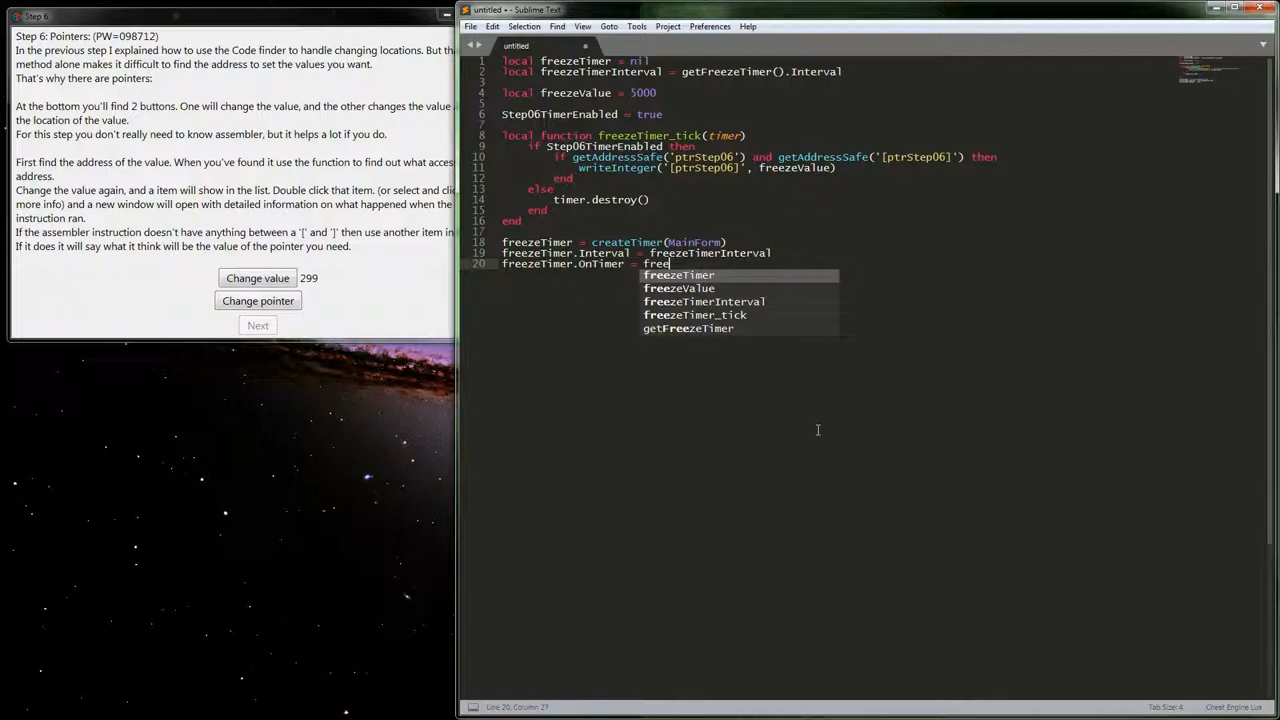 Step 6
Step 6: Pointers: (PW=098712)
In the previous step I explained how to use the Code finder to handle changing locations. But tha
method alone makes it difficult to find the address to set the values you want.
That's why there are pointers:
At the bottom you'll find 2 buttons. One will change the value, and the other changes the value
the location of the value.
For this step you don't really need to know assembler, but it helps a lot if you do.
First find the address of the value. When you've found it use the function to find out what acces
address.
Change the value again, and a item will show in the list. Double click that item. (or select and clic
more info) and a new window will open with detailed information on what happened when the
instruction ran.
If the assembler instruction doesn't have anything between a '[' and ']' then use another item in
If it does it will say what it think will be the value of the pointer you need.
Change value 299
Change pointer
Next
untitled • - Sublime Text
File Edit Selection Find View Goto Tools Project Preferences Help
untitled
1 local freezeTimer = nil
2 local freezeTimerInterval = getFreezeTimer().Interval
3
4 local freezeValue = 5000
5
6 Step06TimerEnabled = true
7
8 local function freezeTimer_tick(timer)
9 if Step06TimerEnabled then
10 if getAddressSafe('ptrStep06') and getAddressSafe('[ptrStep06]') then
11 writeInteger('[ptrStep06]', freezeValue)
12 end
13 else
14 timer.destroy()
15 end
16 end
17
18 freezeTimer = createTimer(MainForm)
19 freezeTimer.Interval = freezeTimerInterval
20 freezeTimer.OnTimer = free
freezeTimer
freezeValue
freezeTimerInterval
freezeTimer_tick
getFreezeTimer
Line 20, Column 27
Tab Size: 4
Cheat Engine Lua